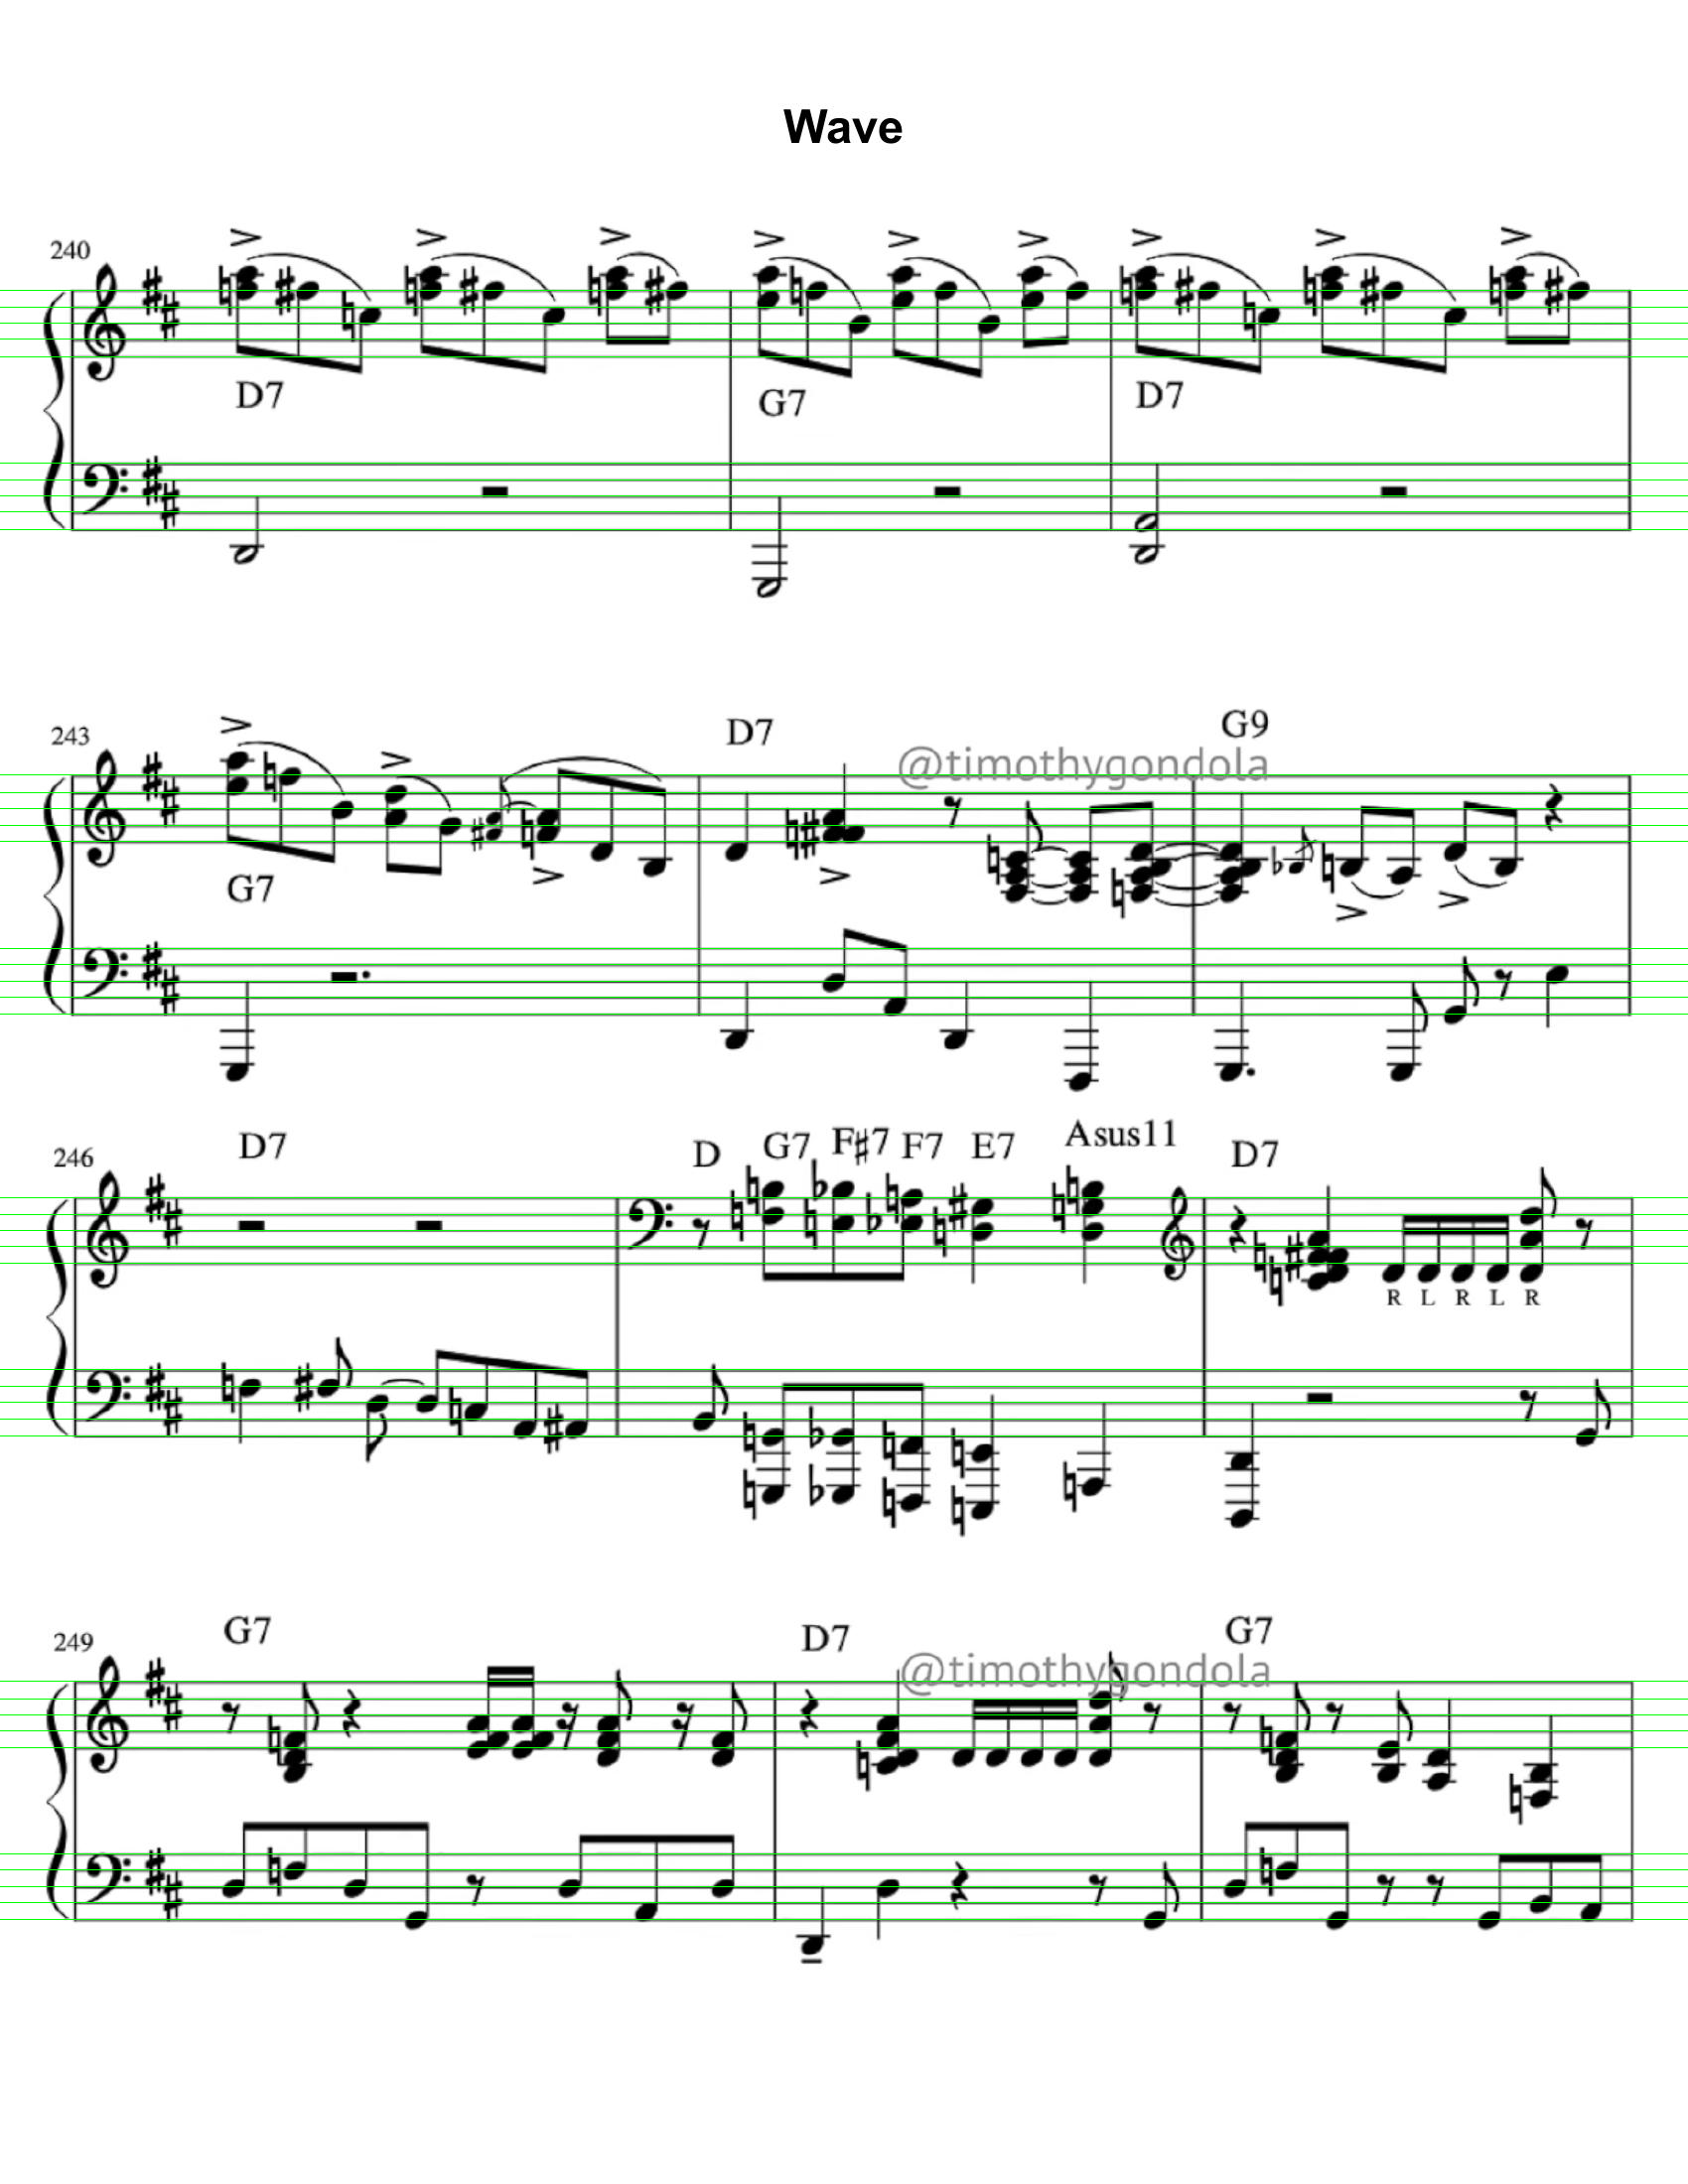 Wave
240
D7 G7 D7
243
D7 @timothygondola G9
G7
246
D7 D G7 F#7 F7 E7 Asus11 D7
R L R L R
249
G7 D7 @timothygondola G7